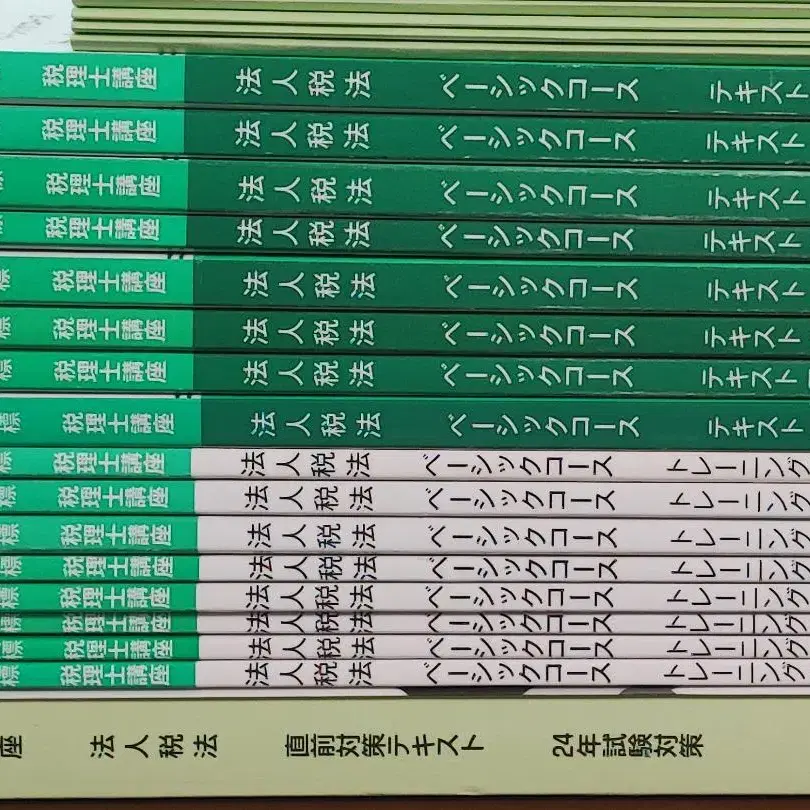 税理士講座 法人税法 ベーシックコース テキスト
税理士講座 法人税法 ベーシックコース テキスト
標 税理士講座 法人税法 ベーシックコース テキスト
標 税理士講座 法人税法 ベーシックコース テキスト
標 税理士講座 法人税法 ベーシックコース テキスト
標 税理士講座 法人税法 ベーシックコース テキスト
標 税理士講座 法人税法 ベーシックコース テキスト
標 税理士講座 法人税法 ベーシックコース テキスト
標 税理士講座 法人税法 ベーシックコース トレーニング
標 税理士講座 法人税法 ベーシックコース トレーニング
標 税理士講座 法人税法 ベーシックコース トレーニング
標 税理士講座 法人税法 ベーシックコース トレーニング
標 税理士講座 法人税法 ベーシックコース トレーニング
標 税理士講座 法人税法 ベーシックコース トレーニング
標 税理士講座 法人税法 ベーシックコース トレーニング
標 税理士講座 法人税法 ベーシックコース トレーニング
座 法人税法 直前対策テキスト 24年試験対策